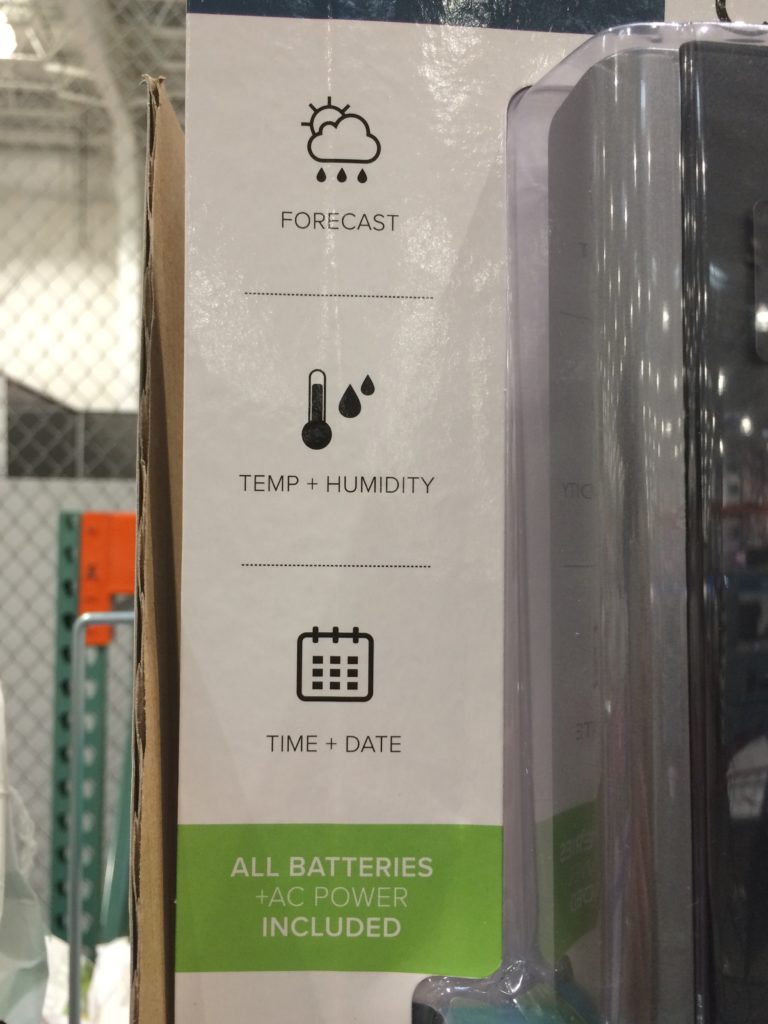 FORECAST
TEMP + HUMIDITY
TIME + DATE
ALL BATTERIES
+AC POWER
INCLUDED